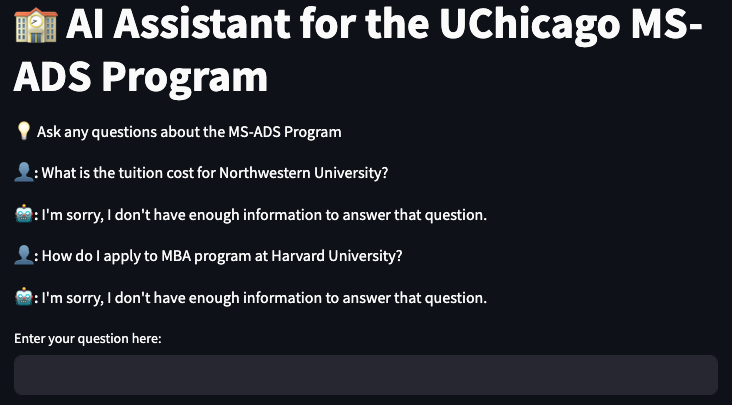 🏫 AI Assistant for the UChicago MS-
ADS Program
💡 Ask any questions about the MS-ADS Program
👤: What is the tuition cost for Northwestern University?
🤖: I'm sorry, I don't have enough information to answer that question.
👤: How do I apply to MBA program at Harvard University?
🤖: I'm sorry, I don't have enough information to answer that question.
Enter your question here: